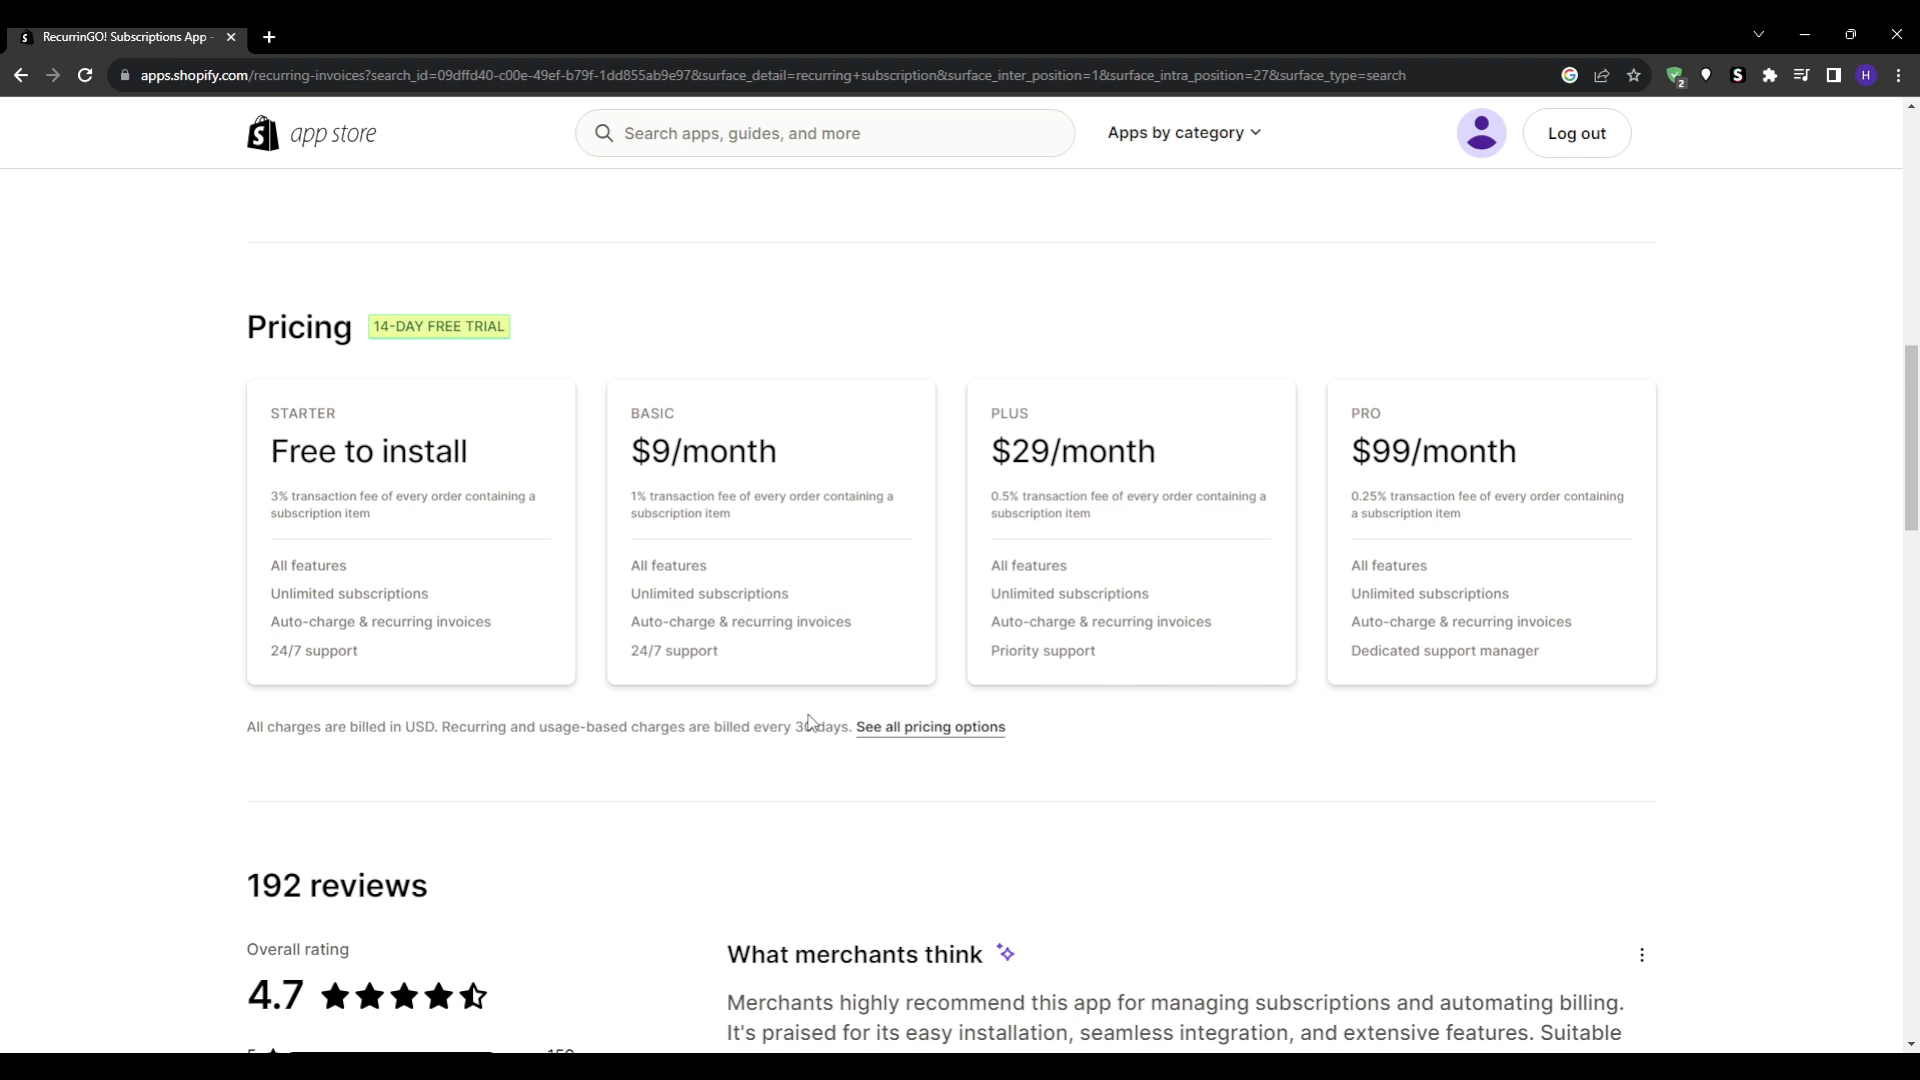 RecurrinGO! Subscriptions App -
apps.shopify.com/recurring-invoices?search_id=09dffd40-c00e-49ef-b79f-1dd855ab9e97&surface_detail=recurring+subscription&surface_inter_position=1&surface_intra_position=27&surface_type=search
2
H
app store
Search apps, guides, and more
Apps by category
Log out
Pricing 14-DAY FREE TRIAL
STARTER
Free to install
3% transaction fee of every order containing a
subscription item
All features
Unlimited subscriptions
Auto-charge & recurring invoices
24/7 support
BASIC
$9/month
1% transaction fee of every order containing a
subscription item
All features
Unlimited subscriptions
Auto-charge & recurring invoices
24/7 support
PLUS
$29/month
0.5% transaction fee of every order containing a
subscription item
All features
Unlimited subscriptions
Auto-charge & recurring invoices
Priority support
PRO
$99/month
0.25% transaction fee of every order containing
a subscription item
All features
Unlimited subscriptions
Auto-charge & recurring invoices
Dedicated support manager
All charges are billed in USD. Recurring and usage-based charges are billed every 30 days. See all pricing options
192 reviews
Overall rating
4.7
What merchants think
Merchants highly recommend this app for managing subscriptions and automating billing.
It's praised for its easy installation, seamless integration, and extensive features. Suitable